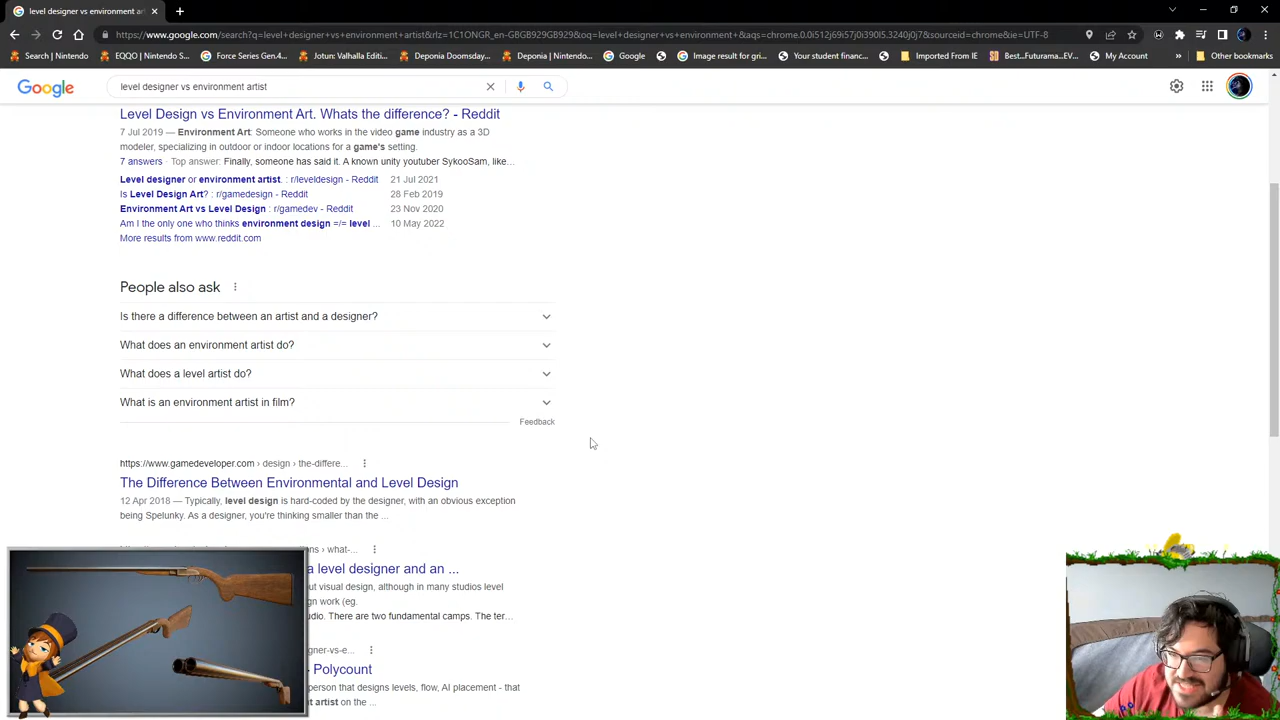 level designer vs environment art
https://www.google.com/search?q=level+designer+vs+environment+artist&rlz=1C1ONGR_en-GBGB929GB929&oq=level+designer+vs+environment+&aqs=chrome.0.0i512j69i57j0i390l5.3240j0j7&sourceid=chrome&ie=UTF-8
Search | Nintendo
EQQO | Nintendo Ga...
SpaceForce Gen.4...
Jotun: Valhalla Editi...
Deponia Doomsday...
Google
Image result for gri...
Your student finan...
Imported From IE
Best...Futurama...EV...
My Account
»
Other bookmarks
Google
level designer vs environment artist
Level Design vs Environment Art. Whats the difference? - Reddit
7 Jul 2019 — Environment Art: Someone who works in the video game industry as a 3D
modeler, specializing in outdoor or indoor locations for a game's setting.
7 answers · Top answer: Finally, someone has said it. A known unity youtuber SykooSam, like...
Level designer or environment artist. : r/leveldesign - Reddit 21 Jul 2021
Is Level Design Art? : r/gamedesign - Reddit 28 Feb 2019
Environment Art vs Level Design : r/gamedev - Reddit 23 Nov 2020
Am I the only one who thinks environment design =/= level ... 10 May 2022
More results from www.reddit.com
People also ask
Is there a difference between an artist and a designer?
What does an environment artist do?
What does a level artist do?
What is an environment artist in film?
Feedback
https://www.gamedeveloper.com › design › the-differe...
The Difference Between Environmental and Level Design
12 Apr 2018 — Typically, level design is hard-coded by the designer, with an obvious exception
being Spelunky. As a designer, you're thinking smaller than the ...
ns › what-...
a level designer and an ...
ut visual design, although in many studios level
gn work (eg.
udio. There are two fundamental camps. The ter...
gner-vs-e...
Polycount
person that designs levels, flow, AI placement - that
nt artist on the ...